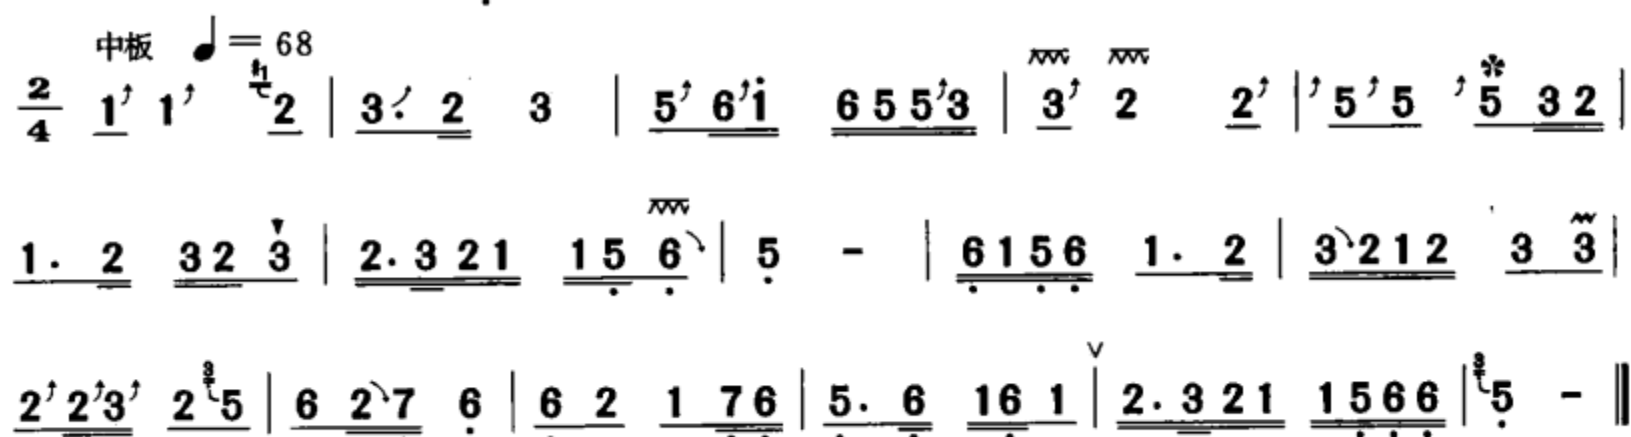 中板 ♩= 68
2/4 1 1 #1 2 | 3. 2 3 | 5 6 1 6 5 5 3 | 3 2 2 | 5 5 5 3 2 |
1. 2 3 2 3 | 2. 3 2 1 1 5 6 | 5 - | 6 1 5 6 1. 2 | 3 2 1 2 3 3 |
2 2 3 2 3 5 | 6 2 7 6 | 6 2 1 7 6 | 5. 6 1 6 1 | V 2. 3 2 1 1 5 6 6 | 3 5 - ‖